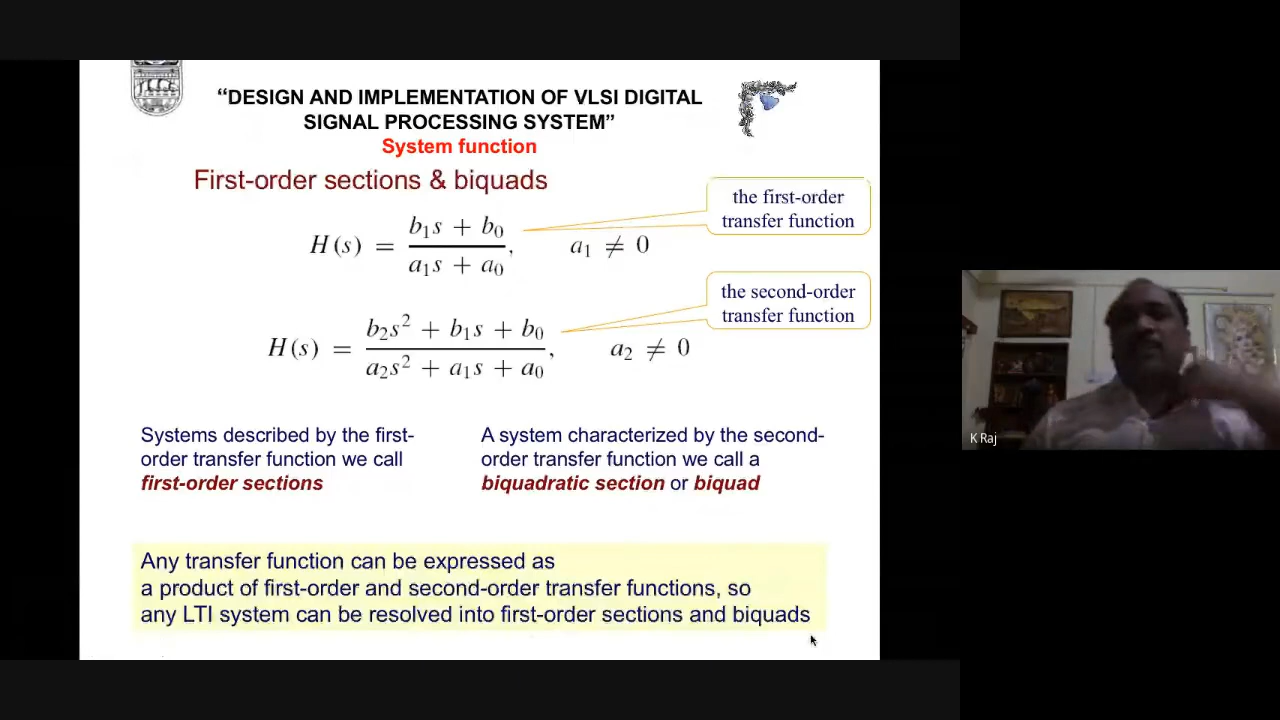 “DESIGN AND IMPLEMENTATION OF VLSI DIGITAL
SIGNAL PROCESSING SYSTEM”
System function
First-order sections & biquads
the first-order
transfer function
H(s) = (b₁s + b₀)/(a₁s + a₀), a₁ ≠ 0
the second-order
transfer function
H(s) = (b₂s² + b₁s + b₀)/(a₂s² + a₁s + a₀), a₂ ≠ 0
Systems described by the first-
order transfer function we call
first-order sections
A system characterized by the second-
order transfer function we call a
biquadratic section or biquad
Any transfer function can be expressed as
a product of first-order and second-order transfer functions, so
any LTI system can be resolved into first-order sections and biquads
K Raj